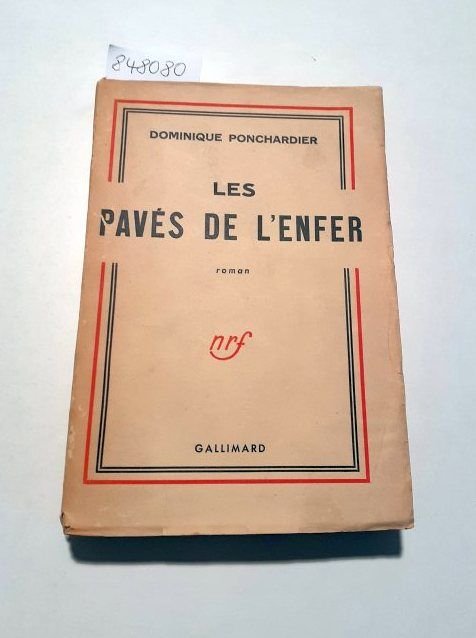 848080
DOMINIQUE PONCHARDIER
LES
PAVÉS DE L'ENFER
roman
nrf
GALLIMARD